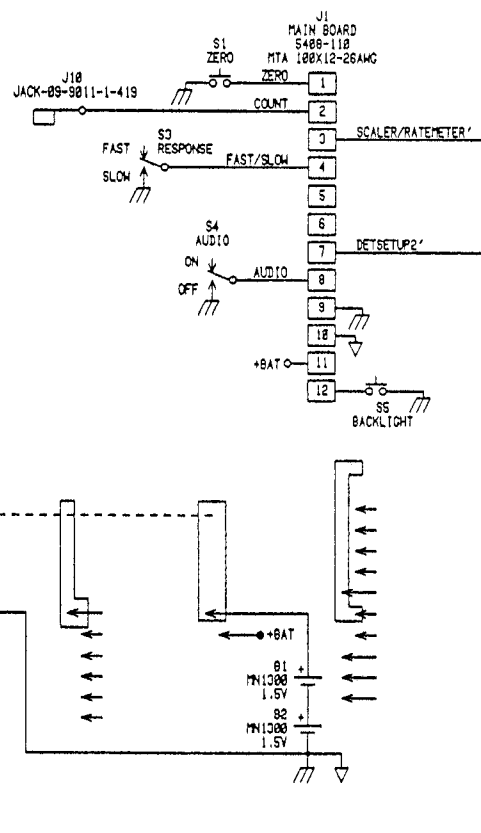 J1
MAIN BOARD
5408-110
MTA 100X12-26AWG
S1
ZERO
ZERO
1
J10
JACK-09-9011-1-419
COUNT
2
3
SCALER/RATEMETER'
S3
RESPONSE
FAST
SLOW
FAST/SLOW
4
5
6
7
DETSETUP2'
S4
AUDIO
ON
OFF
AUDIO
8
9
10
+BAT
11
12
S5
BACKLIGHT
+BAT
B1
MN1300
1.5V
+
B2
MN1300
1.5V
+